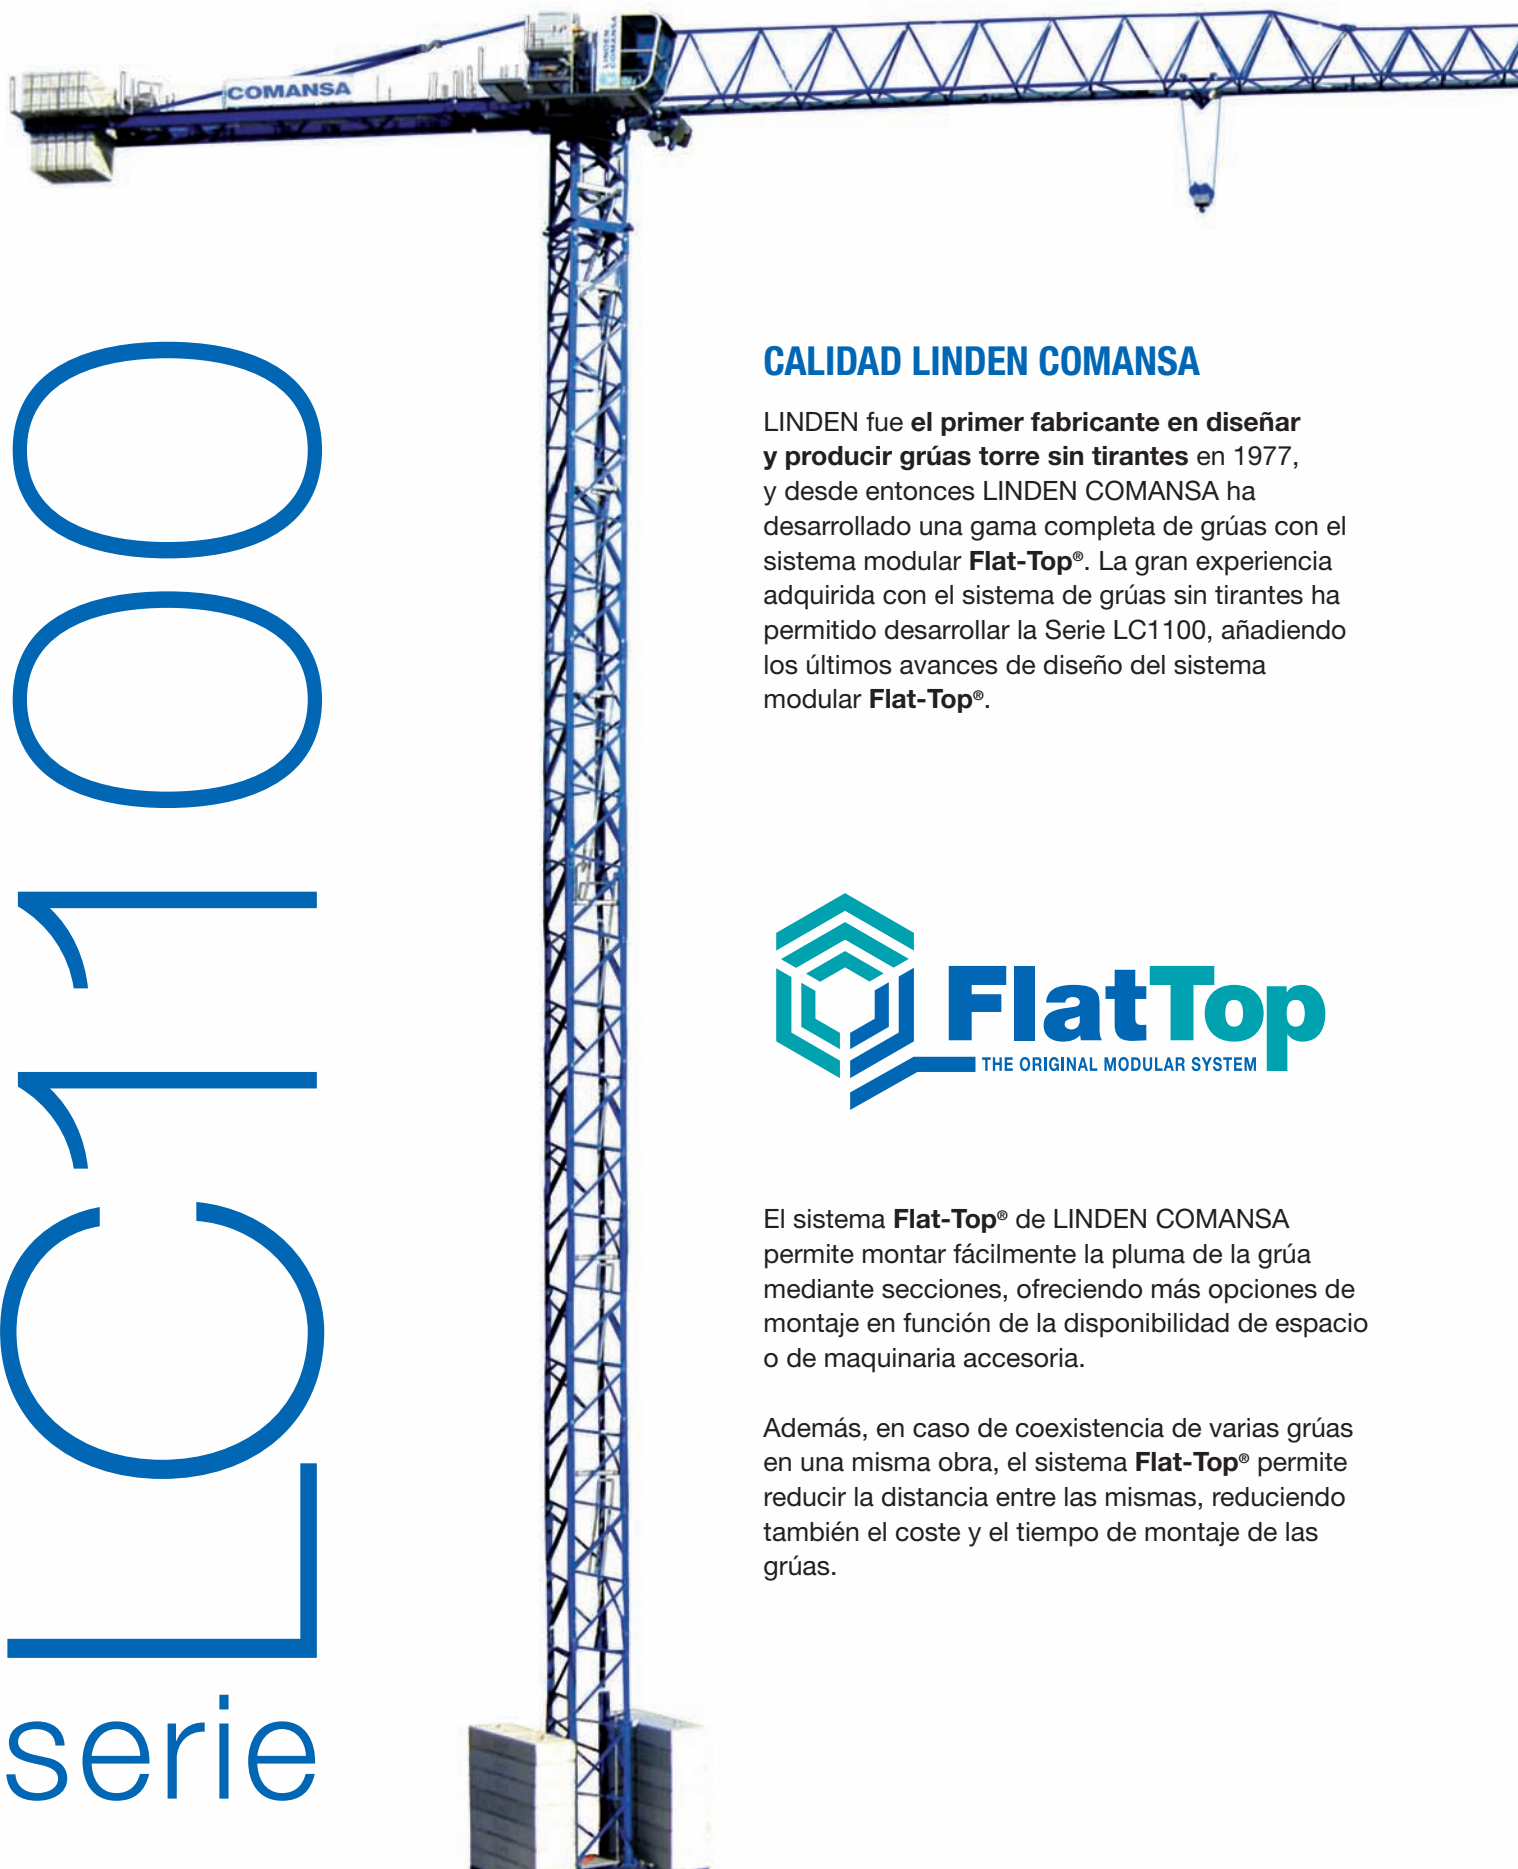 COMANSA
LINDEN
COMANSA
serie LC1100
CALIDAD LINDEN COMANSA
LINDEN fue el primer fabricante en diseñar
y producir grúas torre sin tirantes en 1977,
y desde entonces LINDEN COMANSA ha
desarrollado una gama completa de grúas con el
sistema modular Flat-Top®. La gran experiencia
adquirida con el sistema de grúas sin tirantes ha
permitido desarrollar la Serie LC1100, añadiendo
los últimos avances de diseño del sistema
modular Flat-Top®.
FlatTop
THE ORIGINAL MODULAR SYSTEM
El sistema Flat-Top® de LINDEN COMANSA
permite montar fácilmente la pluma de la grúa
mediante secciones, ofreciendo más opciones de
montaje en función de la disponibilidad de espacio
o de maquinaria accesoria.
Además, en caso de coexistencia de varias grúas
en una misma obra, el sistema Flat-Top® permite
reducir la distancia entre las mismas, reduciendo
también el coste y el tiempo de montaje de las
grúas.